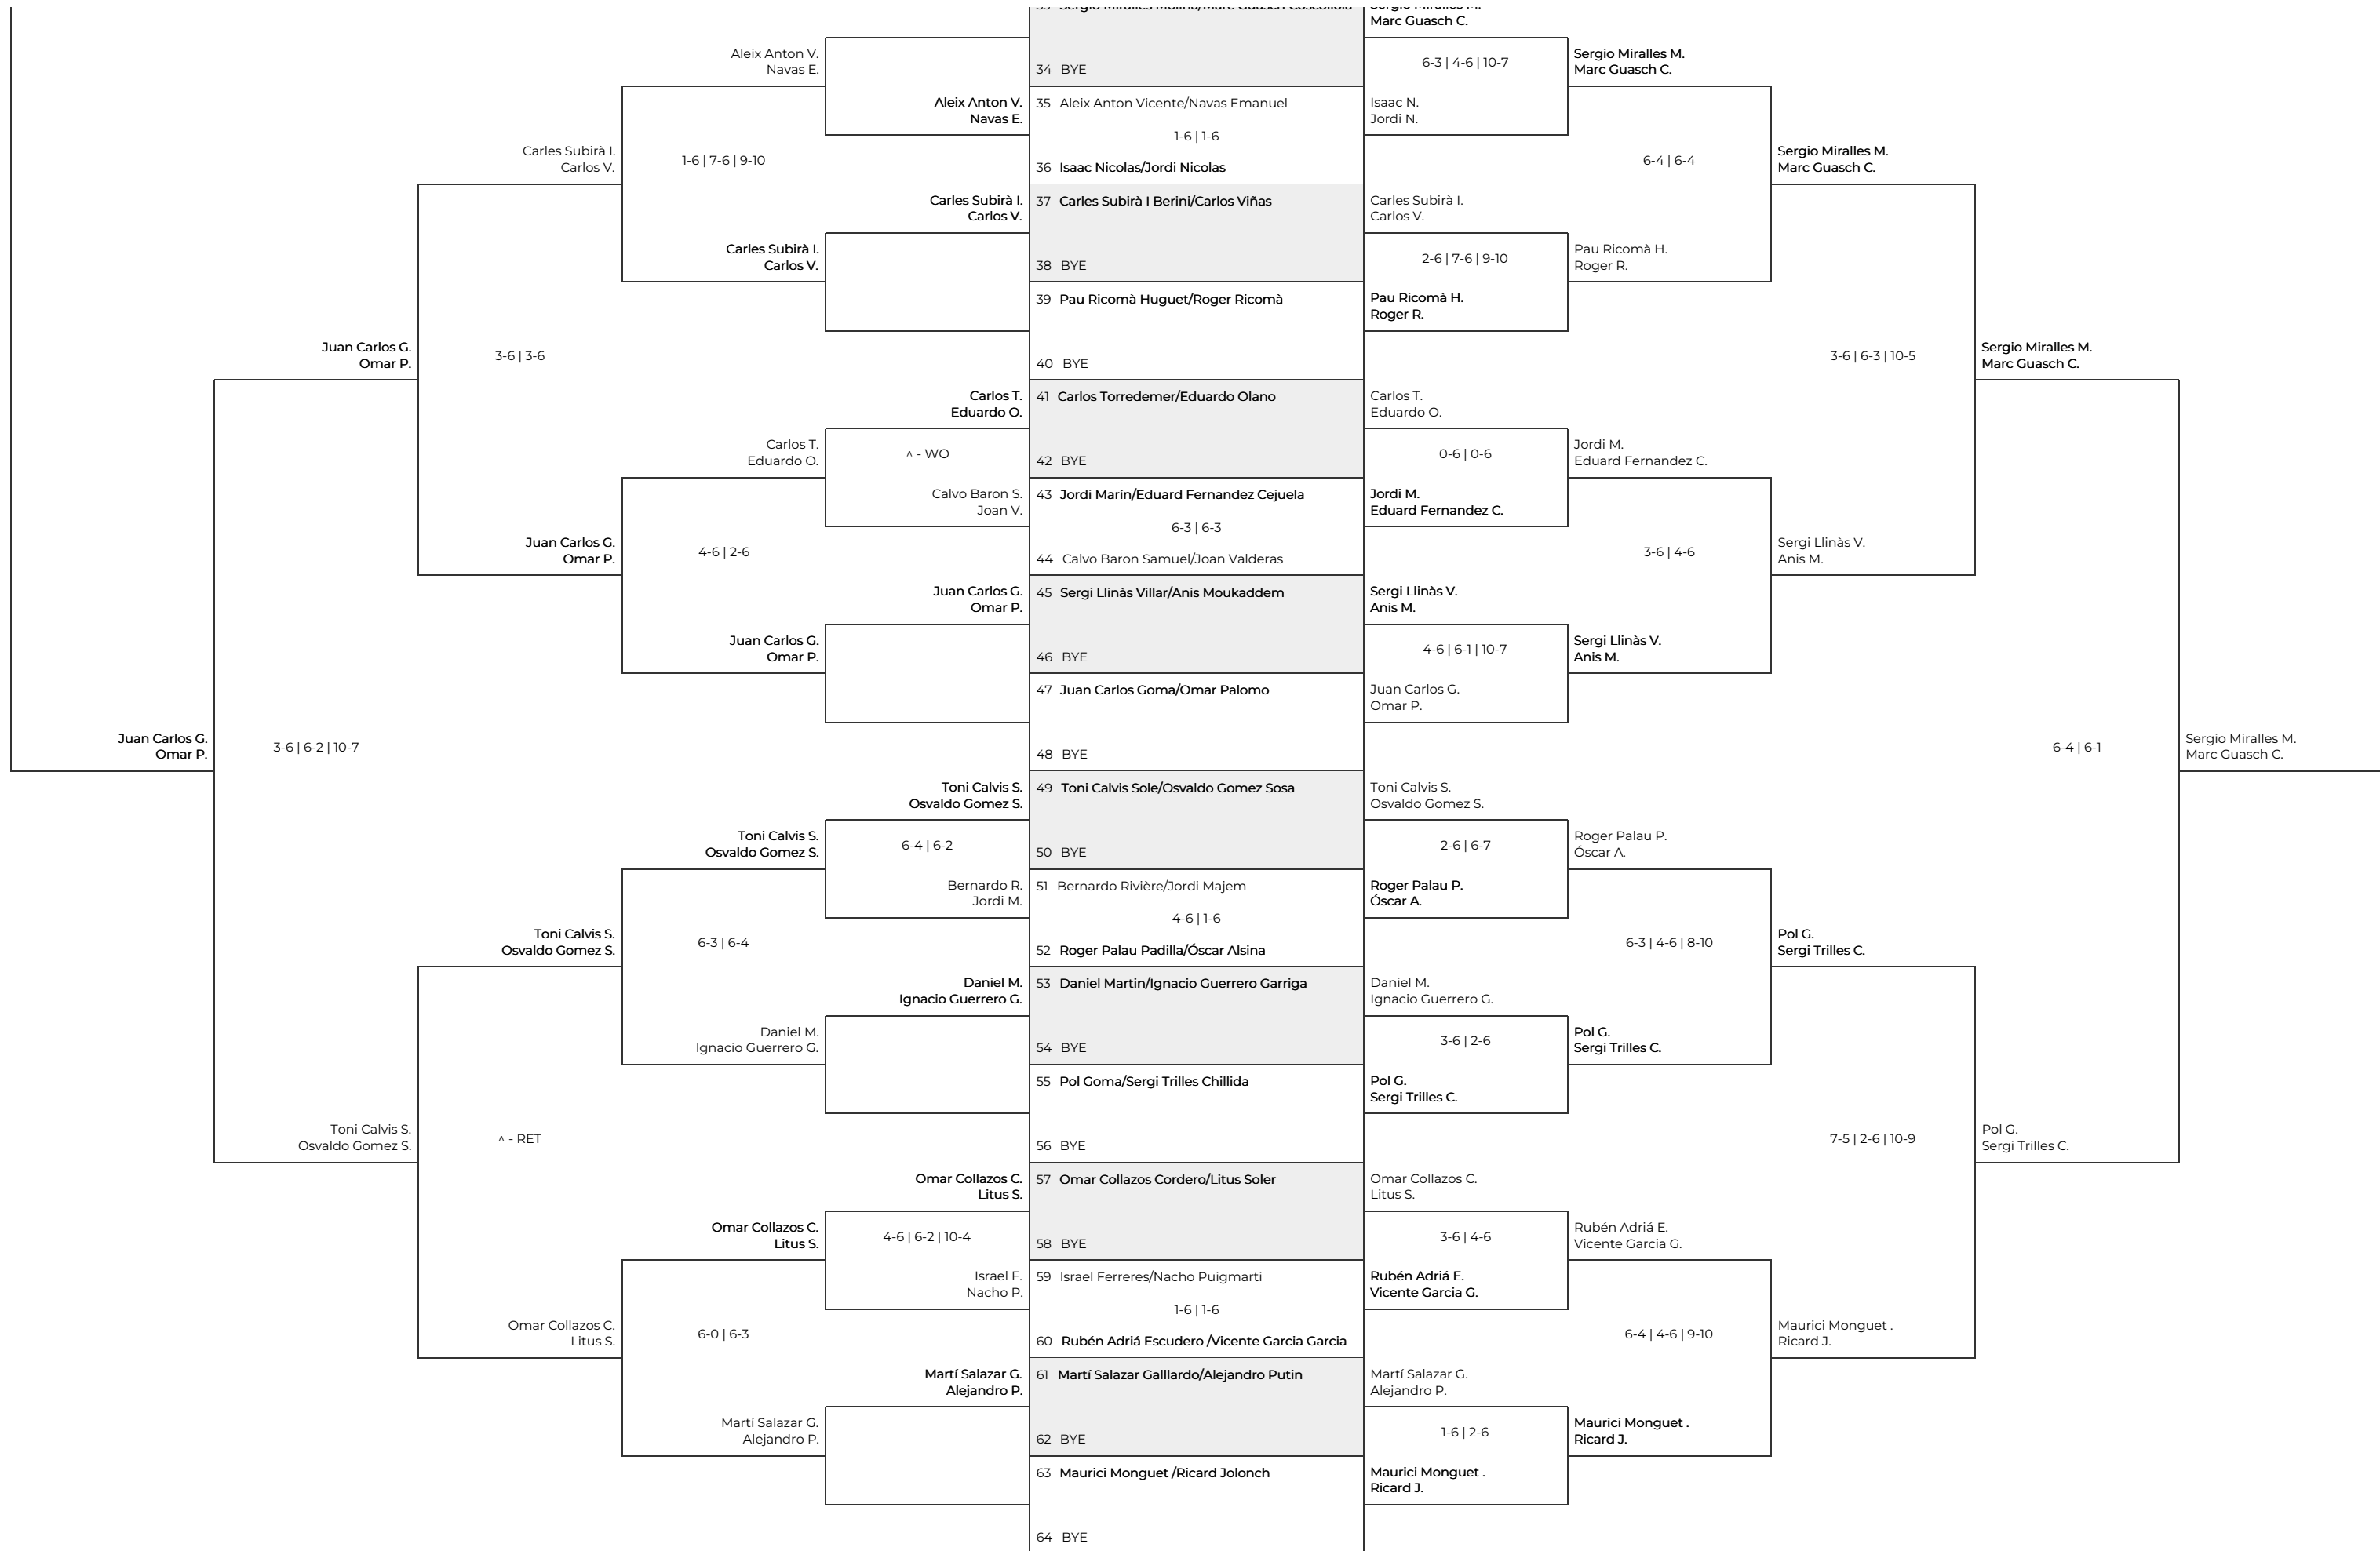 33 Sergio Miralles Molina/Marc Guasch Coscollola
Sergio Miralles M.
Marc Guasch C.
Aleix Anton V.
Navas E.
34 BYE
6-3 | 4-6 | 10-7
Sergio Miralles M.
Marc Guasch C.
Aleix Anton V.
Navas E.
35 Aleix Anton Vicente/Navas Emanuel
Isaac N.
Jordi N.
1-6 | 1-6
Carles Subirà I.
Carlos V.
1-6 | 7-6 | 9-10
36 Isaac Nicolas/Jordi Nicolas
6-4 | 6-4
Sergio Miralles M.
Marc Guasch C.
Carles Subirà I.
Carlos V.
37 Carles Subirà I Berini/Carlos Viñas
Carles Subirà I.
Carlos V.
Carles Subirà I.
Carlos V.
38 BYE
2-6 | 7-6 | 9-10
Pau Ricomà H.
Roger R.
39 Pau Ricomà Huguet/Roger Ricomà
Pau Ricomà H.
Roger R.
Juan Carlos G.
Omar P.
3-6 | 3-6
40 BYE
3-6 | 6-3 | 10-5
Sergio Miralles M.
Marc Guasch C.
Carlos T.
Eduardo O.
41 Carlos Torredemer/Eduardo Olano
Carlos T.
Eduardo O.
Carlos T.
Eduardo O.
^ - WO
42 BYE
0-6 | 0-6
Jordi M.
Eduard Fernandez C.
Calvo Baron S.
Joan V.
43 Jordi Marín/Eduard Fernandez Cejuela
Jordi M.
Eduard Fernandez C.
6-3 | 6-3
Juan Carlos G.
Omar P.
4-6 | 2-6
44 Calvo Baron Samuel/Joan Valderas
3-6 | 4-6
Sergi Llinàs V.
Anis M.
Juan Carlos G.
Omar P.
45 Sergi Llinàs Villar/Anis Moukaddem
Sergi Llinàs V.
Anis M.
Juan Carlos G.
Omar P.
46 BYE
4-6 | 6-1 | 10-7
Sergi Llinàs V.
Anis M.
47 Juan Carlos Goma/Omar Palomo
Juan Carlos G.
Omar P.
Juan Carlos G.
Omar P.
3-6 | 6-2 | 10-7
48 BYE
6-4 | 6-1
Sergio Miralles M.
Marc Guasch C.
Toni Calvis S.
Osvaldo Gomez S.
49 Toni Calvis Sole/Osvaldo Gomez Sosa
Toni Calvis S.
Osvaldo Gomez S.
Toni Calvis S.
Osvaldo Gomez S.
6-4 | 6-2
50 BYE
2-6 | 6-7
Roger Palau P.
Óscar A.
Bernardo R.
Jordi M.
51 Bernardo Rivière/Jordi Majem
Roger Palau P.
Óscar A.
4-6 | 1-6
Toni Calvis S.
Osvaldo Gomez S.
6-3 | 6-4
52 Roger Palau Padilla/Óscar Alsina
6-3 | 4-6 | 8-10
Pol G.
Sergi Trilles C.
Daniel M.
Ignacio Guerrero G.
53 Daniel Martin/Ignacio Guerrero Garriga
Daniel M.
Ignacio Guerrero G.
Daniel M.
Ignacio Guerrero G.
54 BYE
3-6 | 2-6
Pol G.
Sergi Trilles C.
55 Pol Goma/Sergi Trilles Chillida
Pol G.
Sergi Trilles C.
Toni Calvis S.
Osvaldo Gomez S.
^ - RET
56 BYE
7-5 | 2-6 | 10-9
Pol G.
Sergi Trilles C.
Omar Collazos C.
Litus S.
57 Omar Collazos Cordero/Litus Soler
Omar Collazos C.
Litus S.
Omar Collazos C.
Litus S.
4-6 | 6-2 | 10-4
58 BYE
3-6 | 4-6
Rubén Adriá E.
Vicente Garcia G.
Israel F.
Nacho P.
59 Israel Ferreres/Nacho Puigmarti
Rubén Adriá E.
Vicente Garcia G.
1-6 | 1-6
Omar Collazos C.
Litus S.
6-0 | 6-3
60 Rubén Adriá Escudero /Vicente Garcia Garcia
6-4 | 4-6 | 9-10
Maurici Monguet .
Ricard J.
Martí Salazar G.
Alejandro P.
61 Martí Salazar Galllardo/Alejandro Putin
Martí Salazar G.
Alejandro P.
Martí Salazar G.
Alejandro P.
62 BYE
1-6 | 2-6
Maurici Monguet .
Ricard J.
63 Maurici Monguet /Ricard Jolonch
Maurici Monguet .
Ricard J.
64 BYE